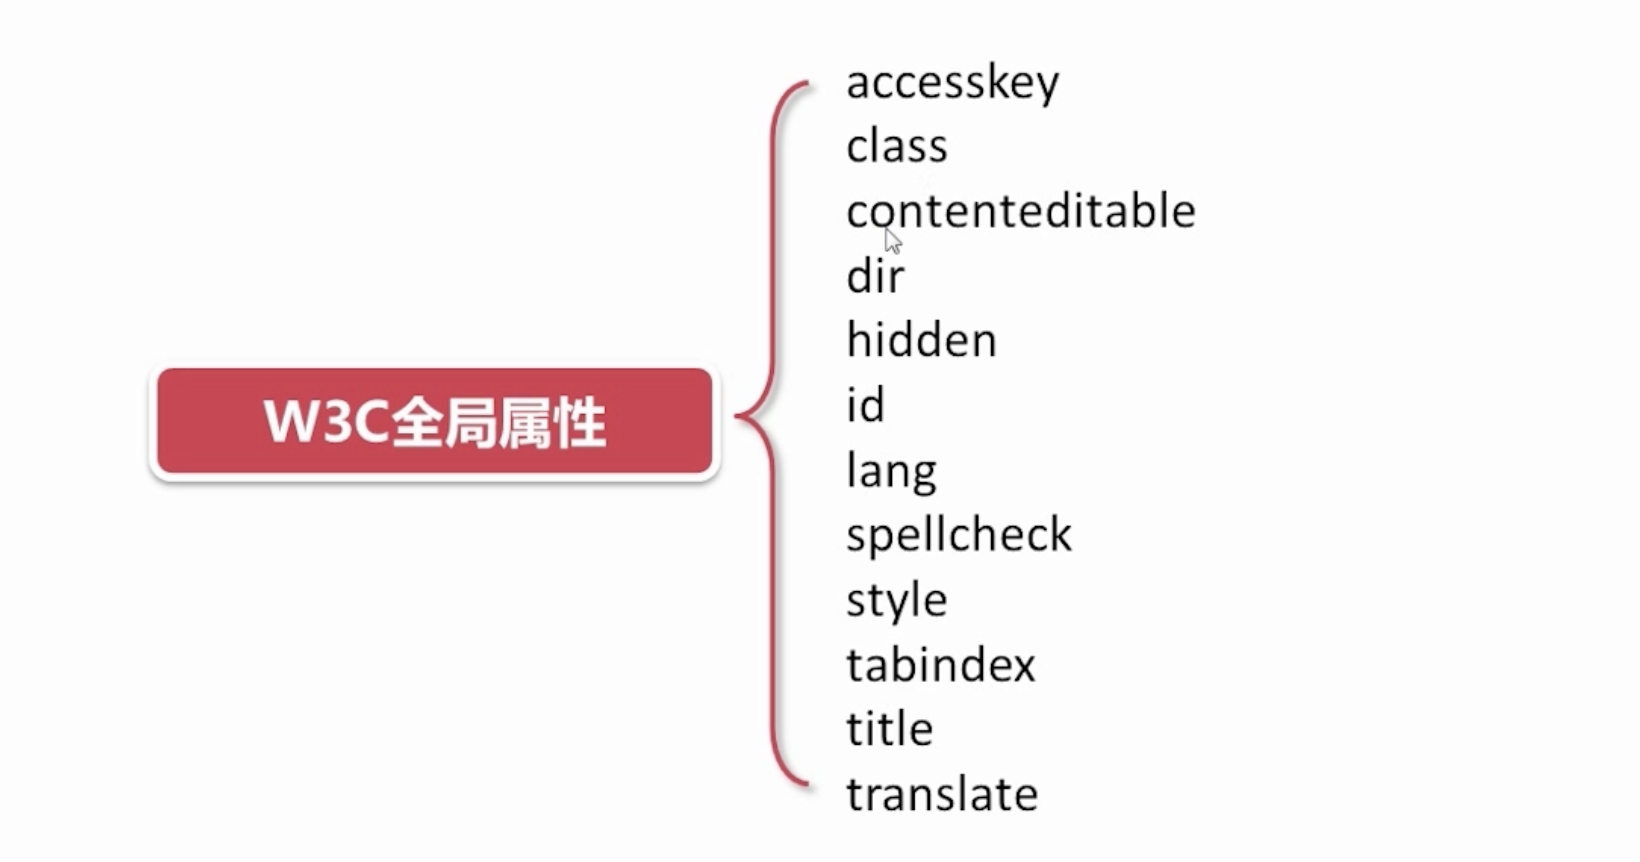 W3C全局属性
accesskey
class
contenteditable
dir
hidden
id
lang
spellcheck
style
tabindex
title
translate